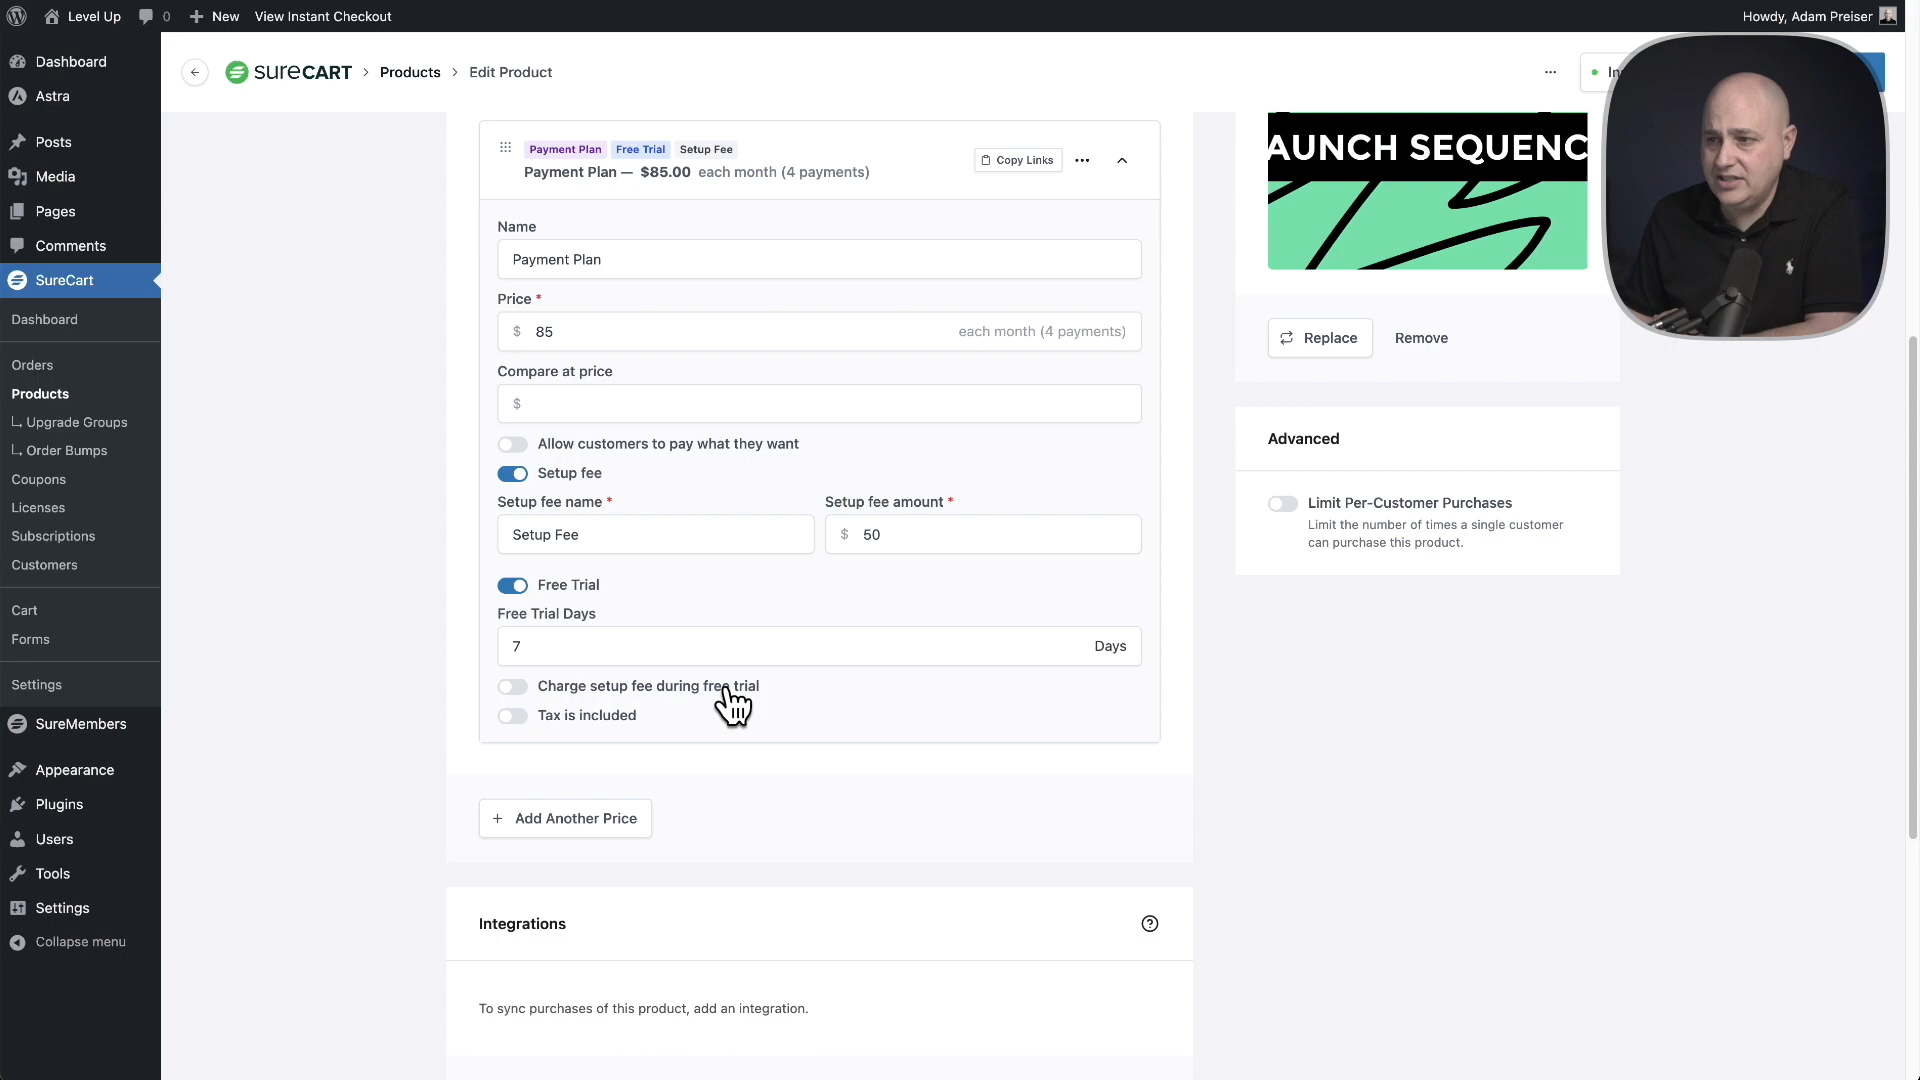 Level Up
0
New
View Instant Checkout
Howdy, Adam Preiser
Dashboard
Astra
Posts
Media
Pages
Comments
SureCart
Dashboard
Orders
Products
Upgrade Groups
Order Bumps
Coupons
Licenses
Subscriptions
Customers
Cart
Forms
Settings
SureMembers
Appearance
Plugins
Users
Tools
Settings
Collapse menu
SURECART > Products > Edit Product
Payment Plan
Free Trial
Setup Fee
Payment Plan — $85.00 each month (4 payments)
Copy Links
Name
Payment Plan
Price *
$ 85
each month (4 payments)
Compare at price
$
Allow customers to pay what they want
Setup fee
Setup fee name *
Setup fee amount *
Setup Fee
$ 50
Free Trial
Free Trial Days
7
Days
Charge setup fee during free trial
Tax is included
+ Add Another Price
Integrations
To sync purchases of this product, add an integration.
AUNCH SEQUENC
Replace
Remove
Advanced
Limit Per-Customer Purchases
Limit the number of times a single customer
can purchase this product.